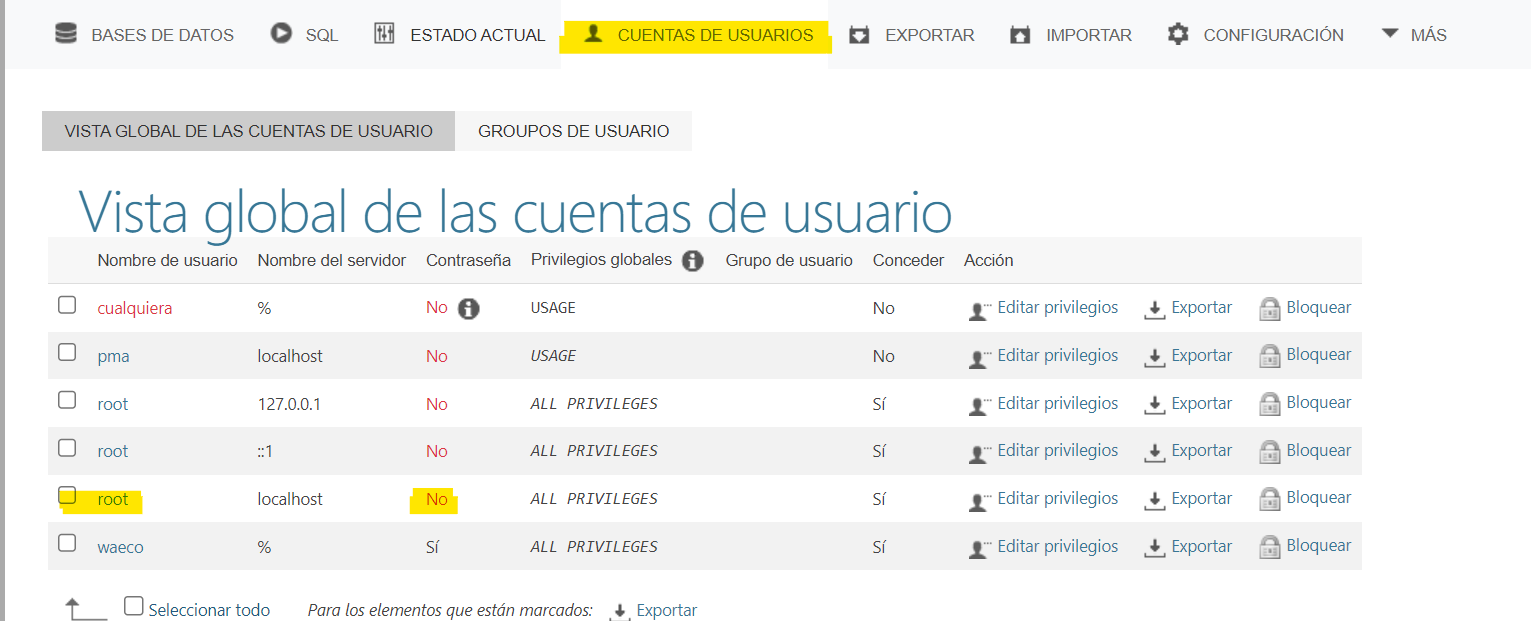 BASES DE DATOS SQL ESTADO ACTUAL CUENTAS DE USUARIOS EXPORTAR IMPORTAR CONFIGURACIÓN MÁS
VISTA GLOBAL DE LAS CUENTAS DE USUARIO GROUPOS DE USUARIO
Vista global de las cuentas de usuario
Nombre de usuario Nombre del servidor Contraseña Privilegios globales Grupo de usuario Conceder Acción
cualquiera % No USAGE No Editar privilegios Exportar Bloquear
pma localhost No USAGE No Editar privilegios Exportar Bloquear
root 127.0.0.1 No ALL PRIVILEGES Sí Editar privilegios Exportar Bloquear
root ::1 No ALL PRIVILEGES Sí Editar privilegios Exportar Bloquear
root localhost No ALL PRIVILEGES Sí Editar privilegios Exportar Bloquear
waeco % Sí ALL PRIVILEGES Sí Editar privilegios Exportar Bloquear
Seleccionar todo Para los elementos que están marcados: Exportar